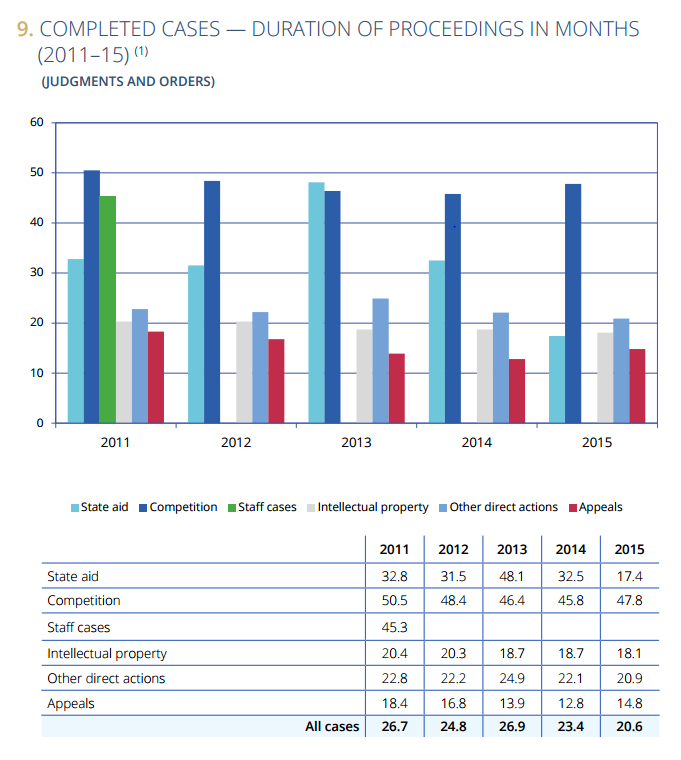 9. COMPLETED CASES — DURATION OF PROCEEDINGS IN MONTHS
(2011–15) (1)
(JUDGMENTS AND ORDERS)
60
50
40
30
20
10
0
2011 2012 2013 2014 2015
State aid Competition Staff cases Intellectual property Other direct actions Appeals
2011 2012 2013 2014 2015
State aid 32.8 31.5 48.1 32.5 17.4
Competition 50.5 48.4 46.4 45.8 47.8
Staff cases 45.3
Intellectual property 20.4 20.3 18.7 18.7 18.1
Other direct actions 22.8 22.2 24.9 22.1 20.9
Appeals 18.4 16.8 13.9 12.8 14.8
All cases 26.7 24.8 26.9 23.4 20.6